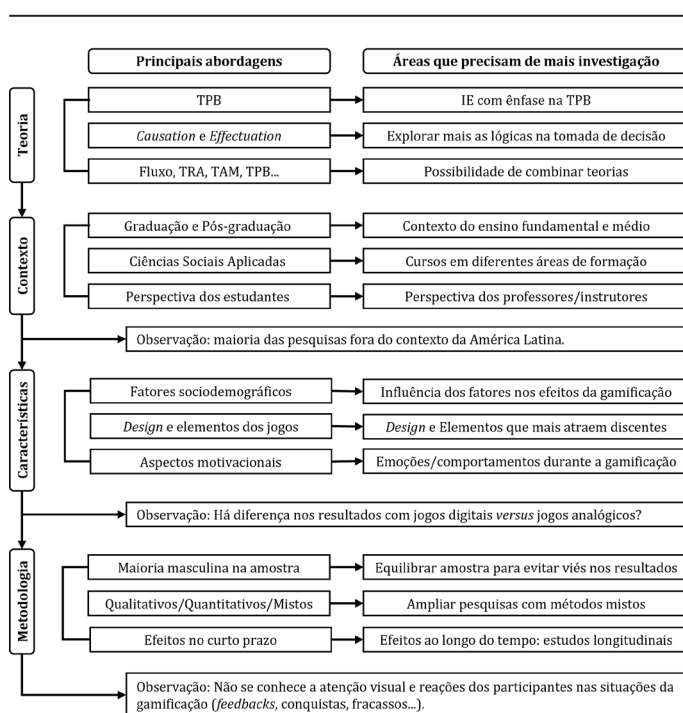 Principais abordagens
Áreas que precisam de mais investigação
Teoria
TPB
IE com ênfase na TPB
Causation e Effectuation
Explorar mais as lógicas na tomada de decisão
Fluxo, TRA, TAM, TPB...
Possibilidade de combinar teorias
Contexto
Graduação e Pós-graduação
Contexto do ensino fundamental e médio
Ciências Sociais Aplicadas
Cursos em diferentes áreas de formação
Perspectiva dos estudantes
Perspectiva dos professores/instrutores
Observação: maioria das pesquisas fora do contexto da América Latina.
Características
Fatores sociodemográficos
Influência dos fatores nos efeitos da gamificação
Design e elementos dos jogos
Design e Elementos que mais atraem discentes
Aspectos motivacionais
Emoções/comportamentos durante a gamificação
Observação: Há diferença nos resultados com jogos digitais versus jogos analógicos?
Metodologia
Maioria masculina na amostra
Equilibrar amostra para evitar viés nos resultados
Qualitativos/Quantitativos/Mistos
Ampliar pesquisas com métodos mistos
Efeitos no curto prazo
Efeitos ao longo do tempo: estudos longitudinais
Observação: Não se conhece a atenção visual e reações dos participantes nas situações da
gamificação (feedbacks, conquistas, fracassos...).